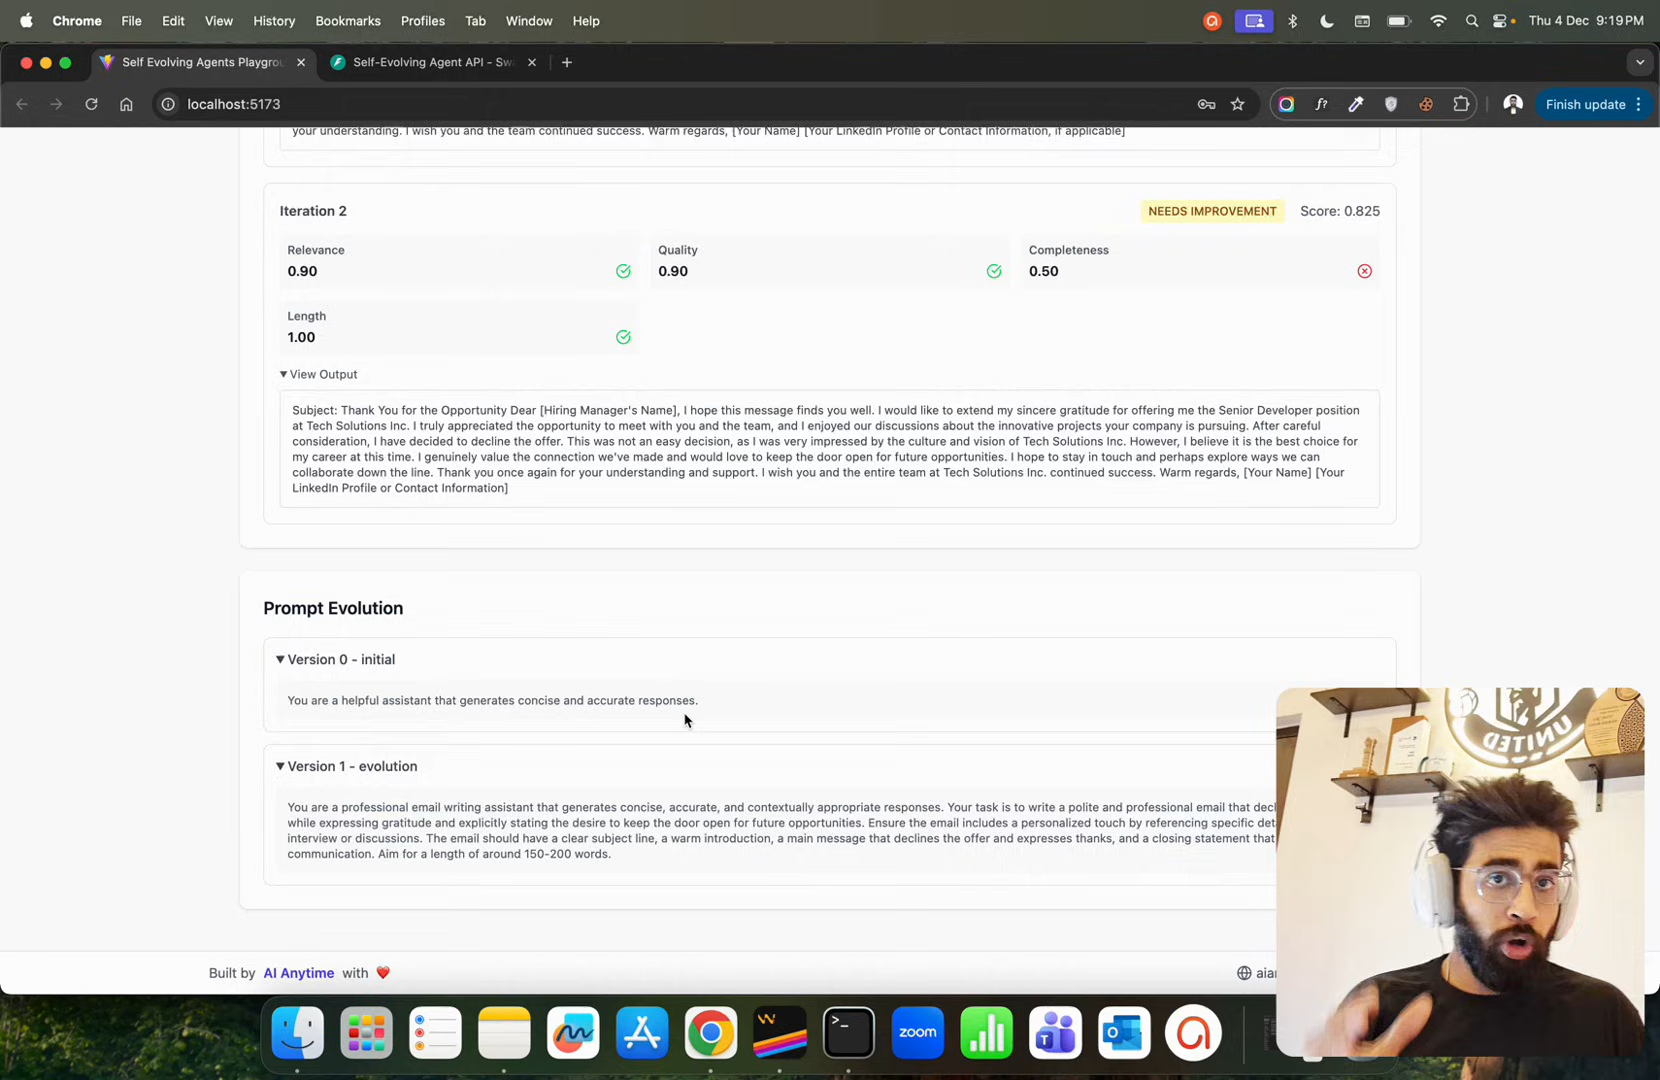 Chrome File Edit View History Bookmarks Profiles Tab Window Help Thu 4 Dec 9:19PM
Self Evolving Agents Playgrou Self-Evolving Agent API - Swa
localhost:5173 f? Finish update
your understanding. I wish you and the team continued success. Warm regards, [Your Name] [Your LinkedIn Profile or Contact Information, if applicable]
Iteration 2 NEEDS IMPROVEMENT Score: 0.825
Relevance Quality Completeness
0.90 0.90 0.50
Length
1.00
View Output
Subject: Thank You for the Opportunity Dear [Hiring Manager's Name], I hope this message finds you well. I would like to extend my sincere gratitude for offering me the Senior Developer position
at Tech Solutions Inc. I truly appreciated the opportunity to meet with you and the team, and I enjoyed our discussions about the innovative projects your company is pursuing. After careful
consideration, I have decided to decline the offer. This was not an easy decision, as I was very impressed by the culture and vision of Tech Solutions Inc. However, I believe it is the best choice for
my career at this time. I genuinely value the connection we've made and would love to keep the door open for future opportunities. I hope to stay in touch and perhaps explore ways we can
collaborate down the line. Thank you once again for your understanding and support. I wish you and the entire team at Tech Solutions Inc. continued success. Warm regards, [Your Name] [Your
LinkedIn Profile or Contact Information]
Prompt Evolution
Version 0 - initial
You are a helpful assistant that generates concise and accurate responses.
Version 1 - evolution
You are a professional email writing assistant that generates concise, accurate, and contextually appropriate responses. Your task is to write a polite and professional email that decl
while expressing gratitude and explicitly stating the desire to keep the door open for future opportunities. Ensure the email includes a personalized touch by referencing specific det
interview or discussions. The email should have a clear subject line, a warm introduction, a main message that declines the offer and expresses thanks, and a closing statement that
communication. Aim for a length of around 150-200 words.
UNITED
Built by AI Anytime with aian
zoom